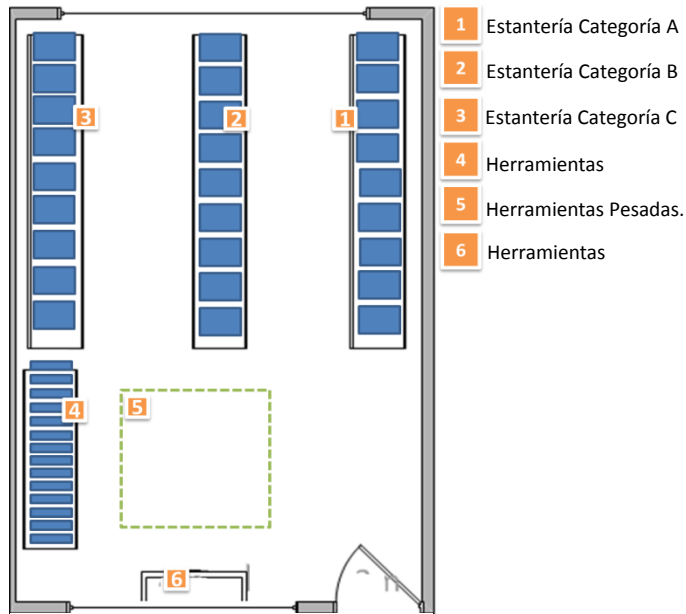 1 Estantería Categoría A
2 Estantería Categoría B
3 Estantería Categoría C
4 Herramientas
5 Herramientas Pesadas.
6 Herramientas
3
2
1
4
5
6